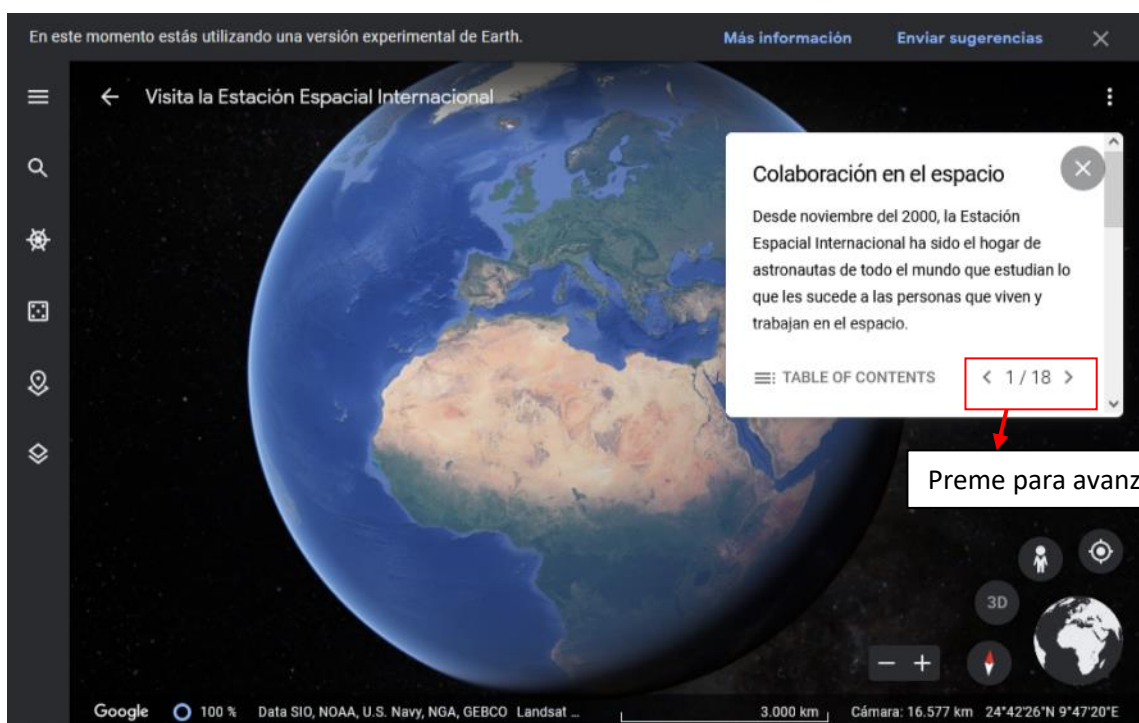 En este momento estás utilizando una versión experimental de Earth.
Más información
Enviar sugerencias
Visita la Estación Espacial Internacional
Colaboración en el espacio
Desde noviembre del 2000, la Estación
Espacial Internacional ha sido el hogar de
astronautas de todo el mundo que estudian lo
que les sucede a las personas que viven y
trabajan en el espacio.
TABLE OF CONTENTS
1 / 18
Preme para avanz
3D
Google
100 %
Data SIO, NOAA, U.S. Navy, NGA, GEBCO Landsat ...
3.000 km
Cámara: 16.577 km
24°42'26"N 9°47'20"E